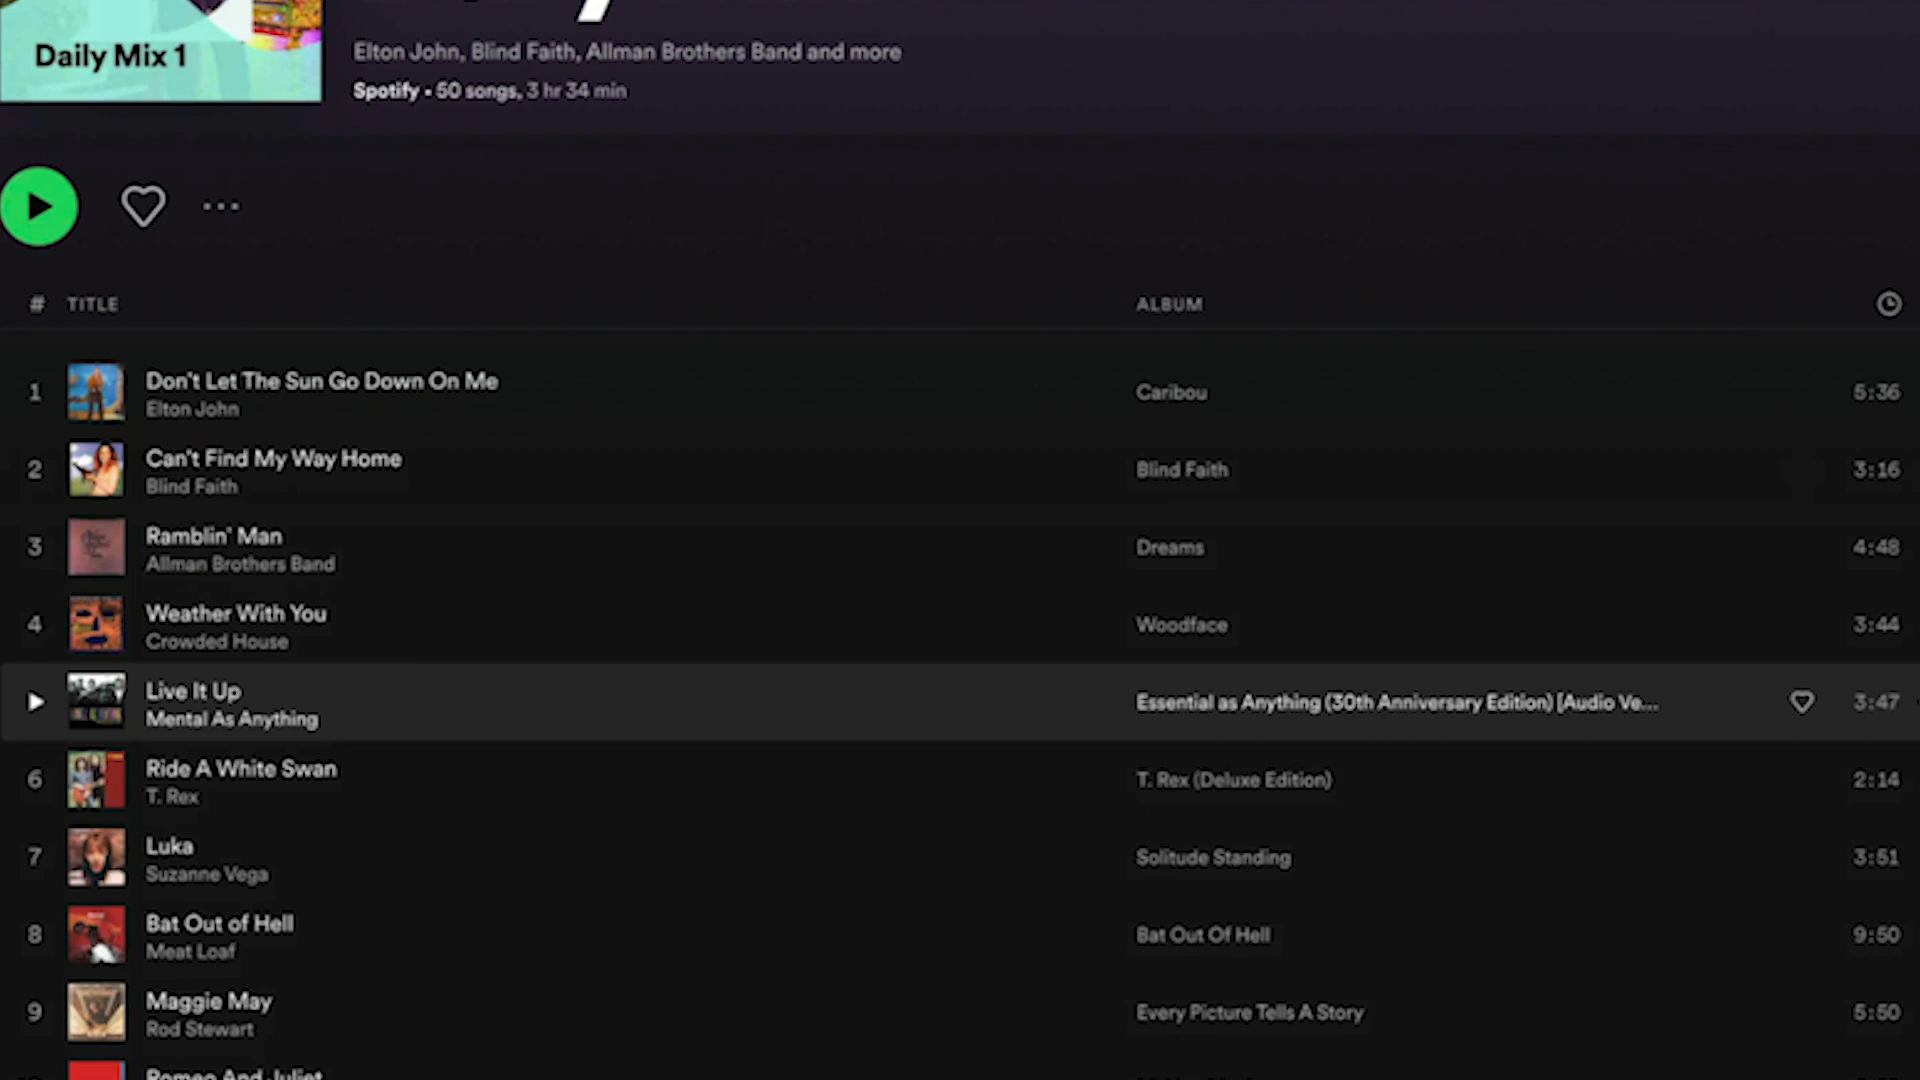 Daily Mix 1
Elton John, Blind Faith, Allman Brothers Band and more
Spotify • 50 songs, 3 hr 34 min
# TITLE ALBUM
1 Don't Let The Sun Go Down On Me Caribou 5:36
Elton John
2 Can't Find My Way Home Blind Faith 3:16
Blind Faith
3 Ramblin' Man Dreams 4:48
Allman Brothers Band
4 Weather With You Woodface 3:44
Crowded House
Live It Up Essential as Anything (30th Anniversary Edition) [Audio Ve... 3:47
Mental As Anything
6 Ride A White Swan T. Rex (Deluxe Edition) 2:14
T. Rex
7 Luka Solitude Standing 3:51
Suzanne Vega
8 Bat Out of Hell Bat Out Of Hell 9:50
Meat Loaf
9 Maggie May Every Picture Tells A Story 5:50
Rod Stewart
Romeo And Juliet